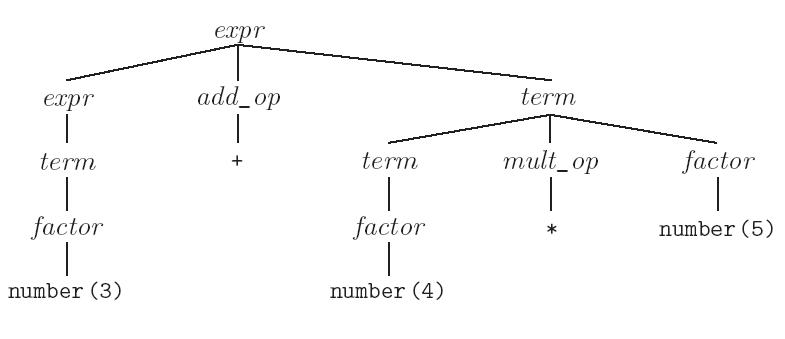 expr
expr add_op term
term + term mult_op factor
factor factor * number(5)
number(3) number(4)